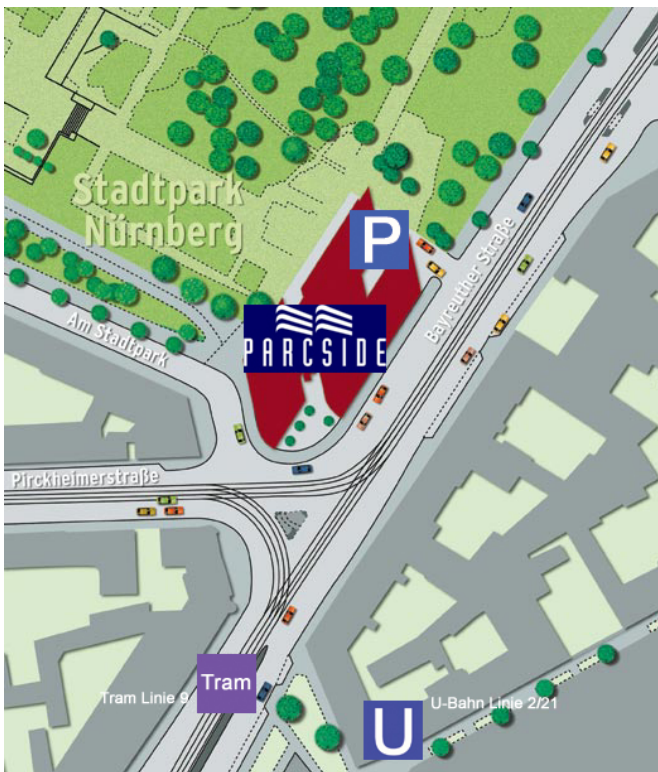 Stadtpark
Nürnberg
P
PARCSIDE
Bayreuther Straße
Am Stadtpark
Pirckheimerstraße
Tram
Tram Linie 9
U-Bahn Linie 2/21
U